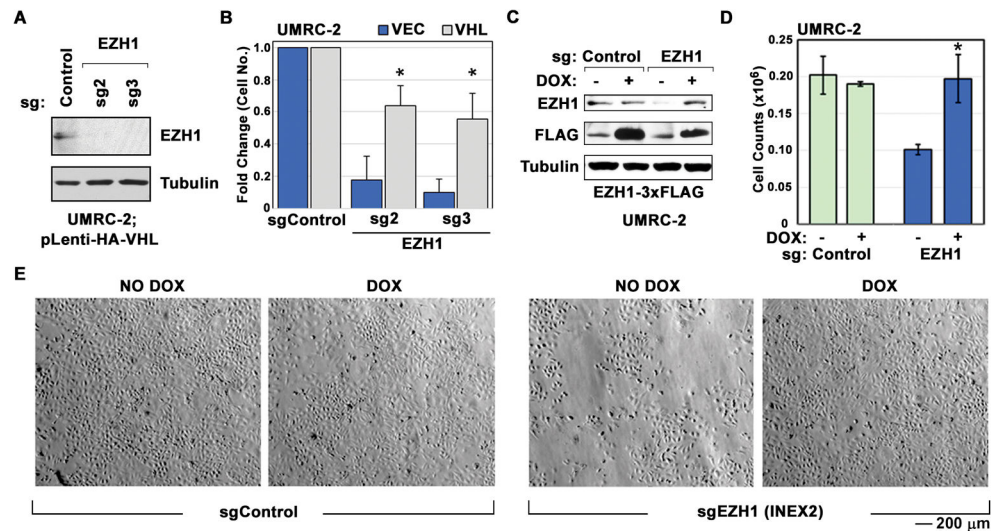 A
EZH1
Control
sg2
sg3
sg:
EZH1
Tubulin
UMRC-2;
pLenti-HA-VHL
B
UMRC-2
VEC
VHL
Fold Change (Cell No.)
1.0
0.8
0.6
0.4
0.2
0
*
*
sgControl
sg2
sg3
EZH1
C
sg: Control EZH1
DOX: - + - +
EZH1
FLAG
Tubulin
EZH1-3xFLAG
UMRC-2
D
UMRC-2
Cell Counts (x10⁶)
0.25
0.20
0.15
0.10
0.05
0
*
DOX: - + - +
sg: Control EZH1
E
NO DOX
DOX
NO DOX
DOX
sgControl
sgEZH1 (INEX2)
200 µm